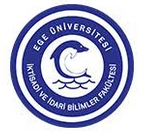 EGE ÜNİVERSİTESİ
İKTİSADİ VE İDARİ BİLİMLER FAKÜLTESİ